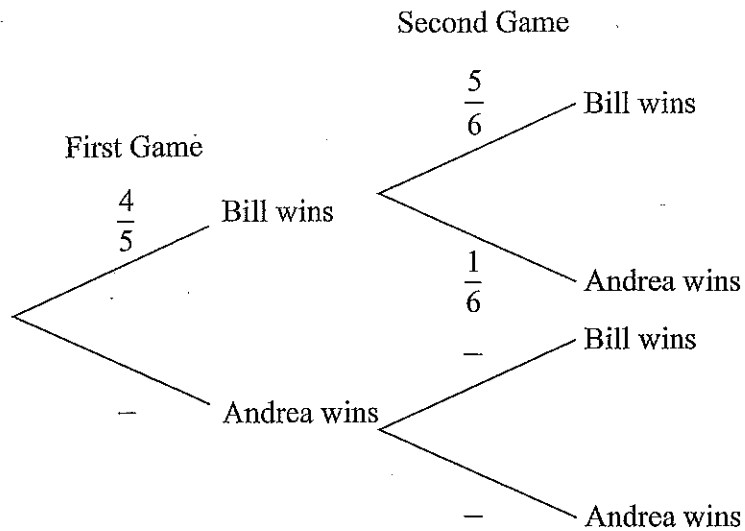 Second Game
5/6
Bill wins
First Game
4/5
Bill wins
1/6
Andrea wins
–
Bill wins
–
Andrea wins
–
Andrea wins